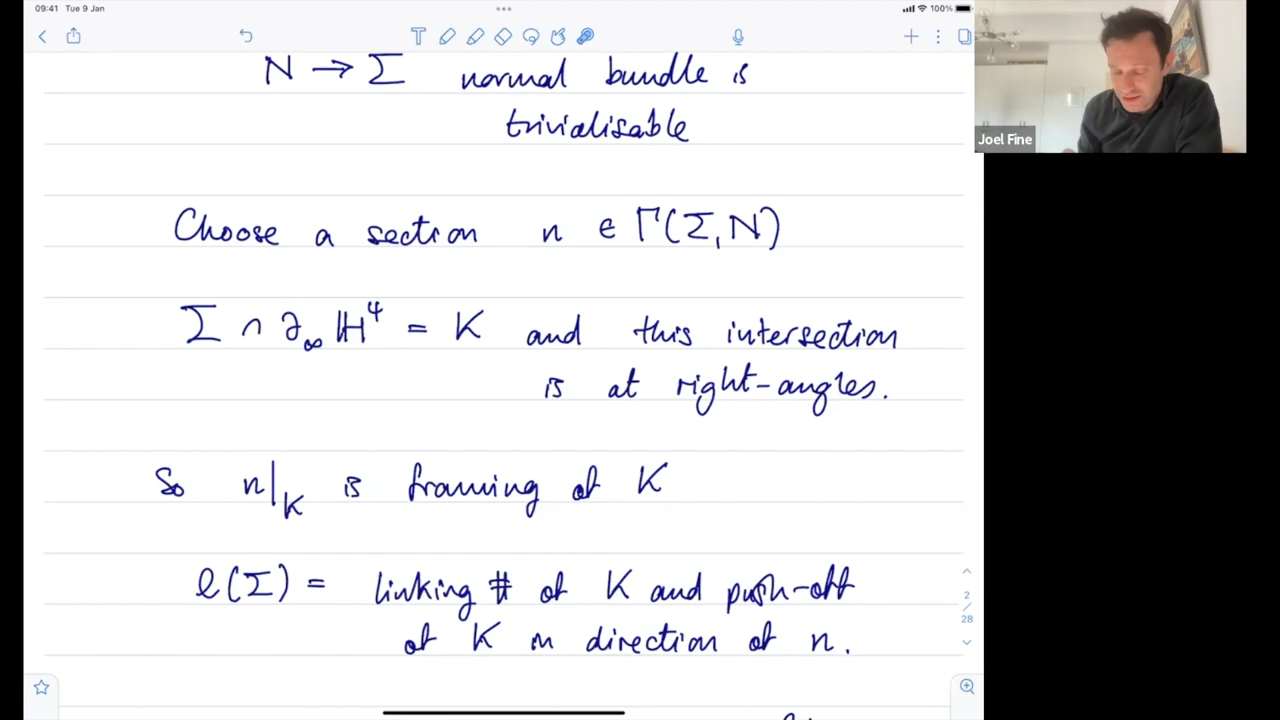 09:41 Tue 9 Jan
100%
N → Σ normal bundle is
trivialisable
Choose a section n ∈ Γ(Σ, N)
Σ ∩ ∂∞ ℍ⁴ = K and this intersection
is at right-angles.
So n|_K is framing of K
ℓ(Σ) = linking # of K and push-off
of K in direction of n.
2
/
28
Joel Fine